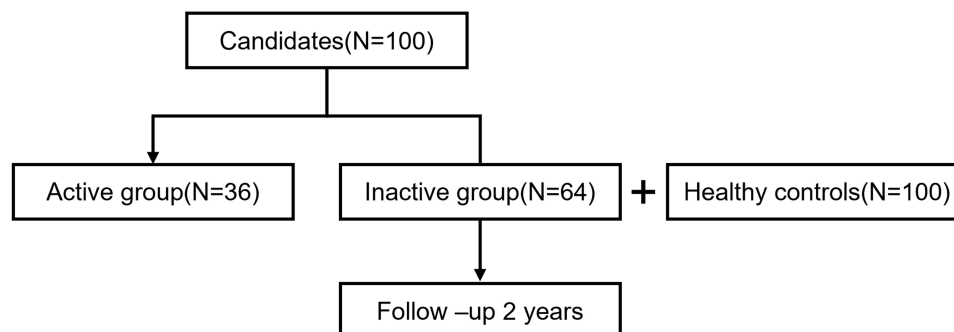 Candidates(N=100)
Active group(N=36)
Inactive group(N=64)
+
Healthy controls(N=100)
Follow –up 2 years